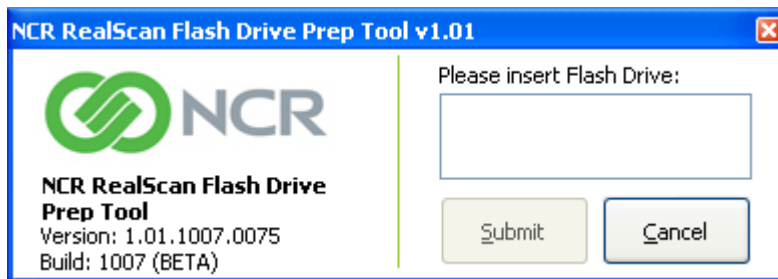 NCR RealScan Flash Drive Prep Tool v1.01
NCR
NCR RealScan Flash Drive
Prep Tool
Version: 1.01.1007.0075
Build: 1007 (BETA)
Please insert Flash Drive:
Submit
Cancel